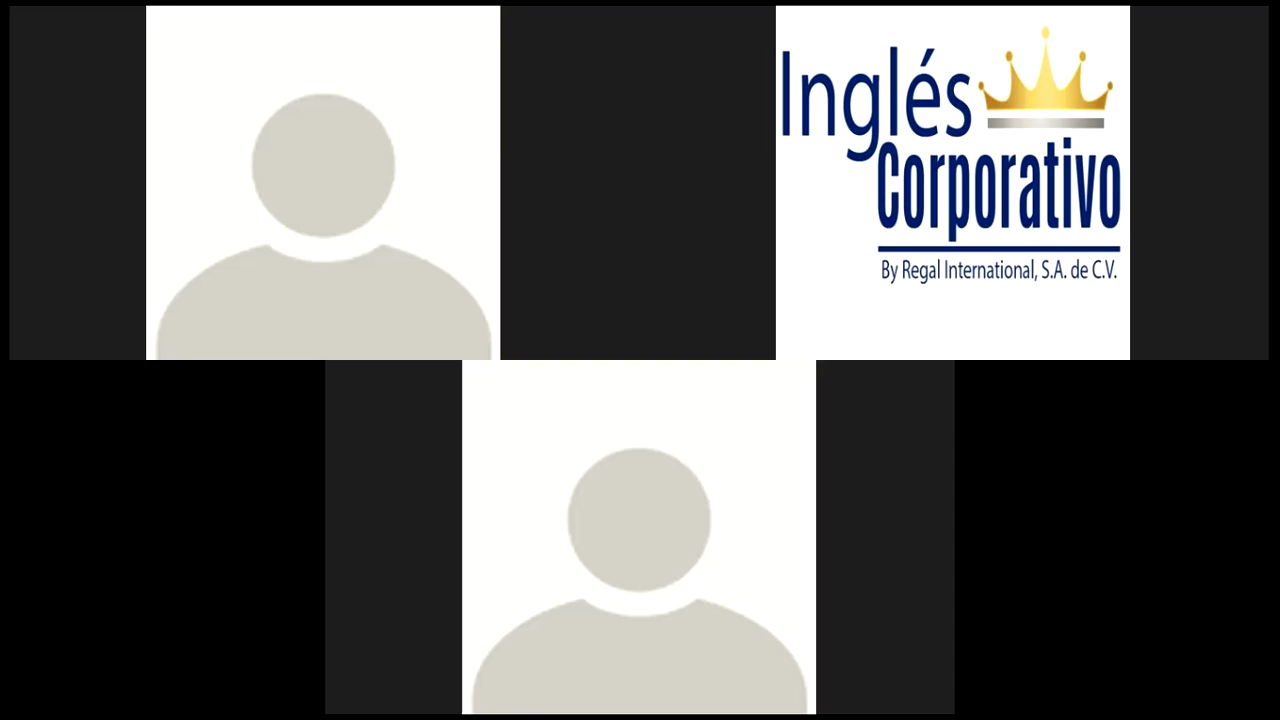 Inglés
Corporativo
By Regal International, S.A. de C.V.